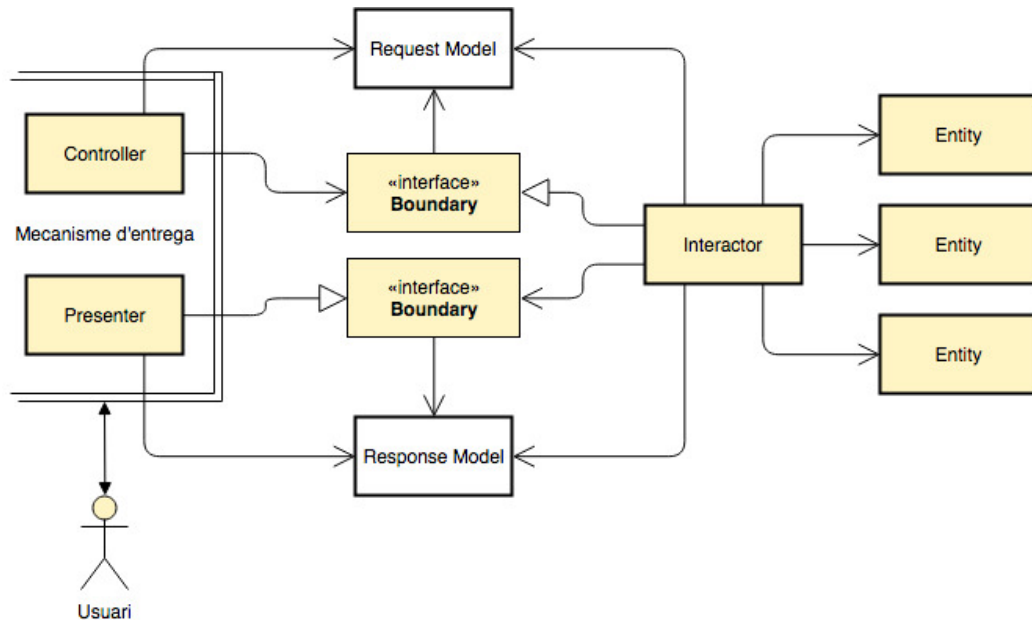 Request Model
Controller
«interface»
Boundary
Entity
Mecanisme d'entrega
Interactor
Entity
Presenter
«interface»
Boundary
Entity
Response Model
Usuari